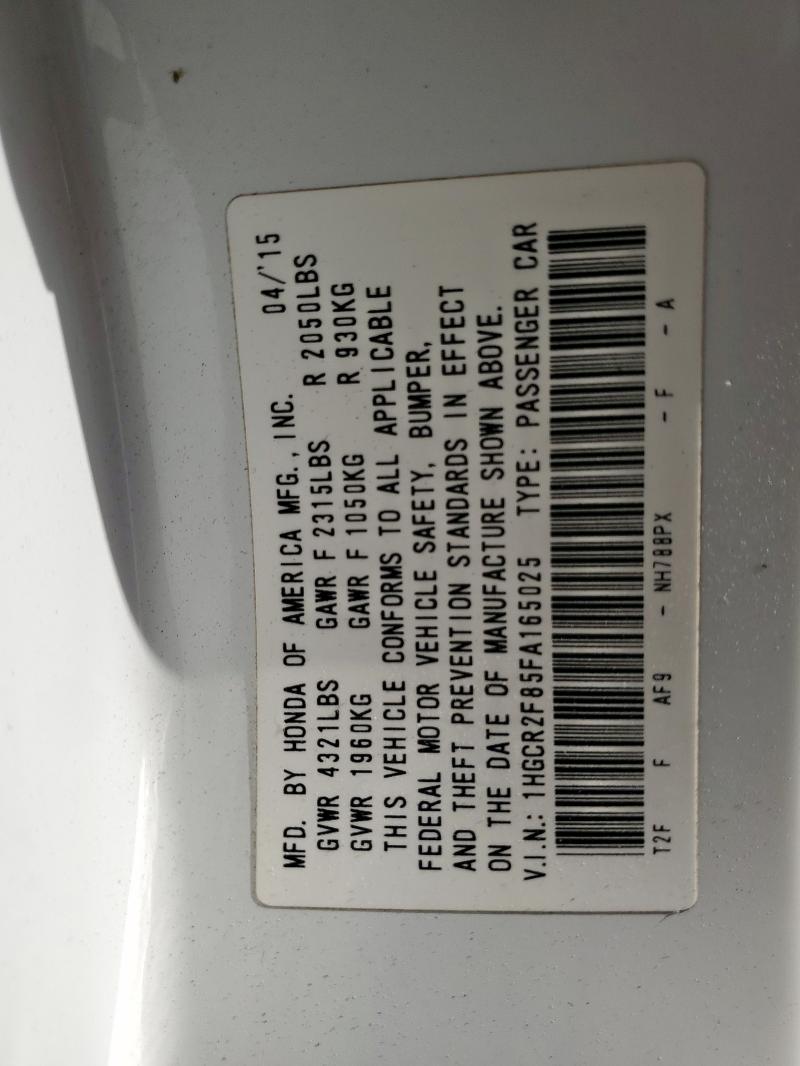 MFD. BY HONDA OF AMERICA MFG., INC. 04/'15
GVWR 4321LBS GAWR F 2315LBS R 2050LBS
GVWR 1960KG GAWR F 1050KG R 930KG
THIS VEHICLE CONFORMS TO ALL APPLICABLE
FEDERAL MOTOR VEHICLE SAFETY, BUMPER,
AND THEFT PREVENTION STANDARDS IN EFFECT
ON THE DATE OF MANUFACTURE SHOWN ABOVE.
V.I.N.: 1HGCR2F85FA165025 TYPE: PASSENGER CAR
T2F F AF9 - NH788PX - F - A